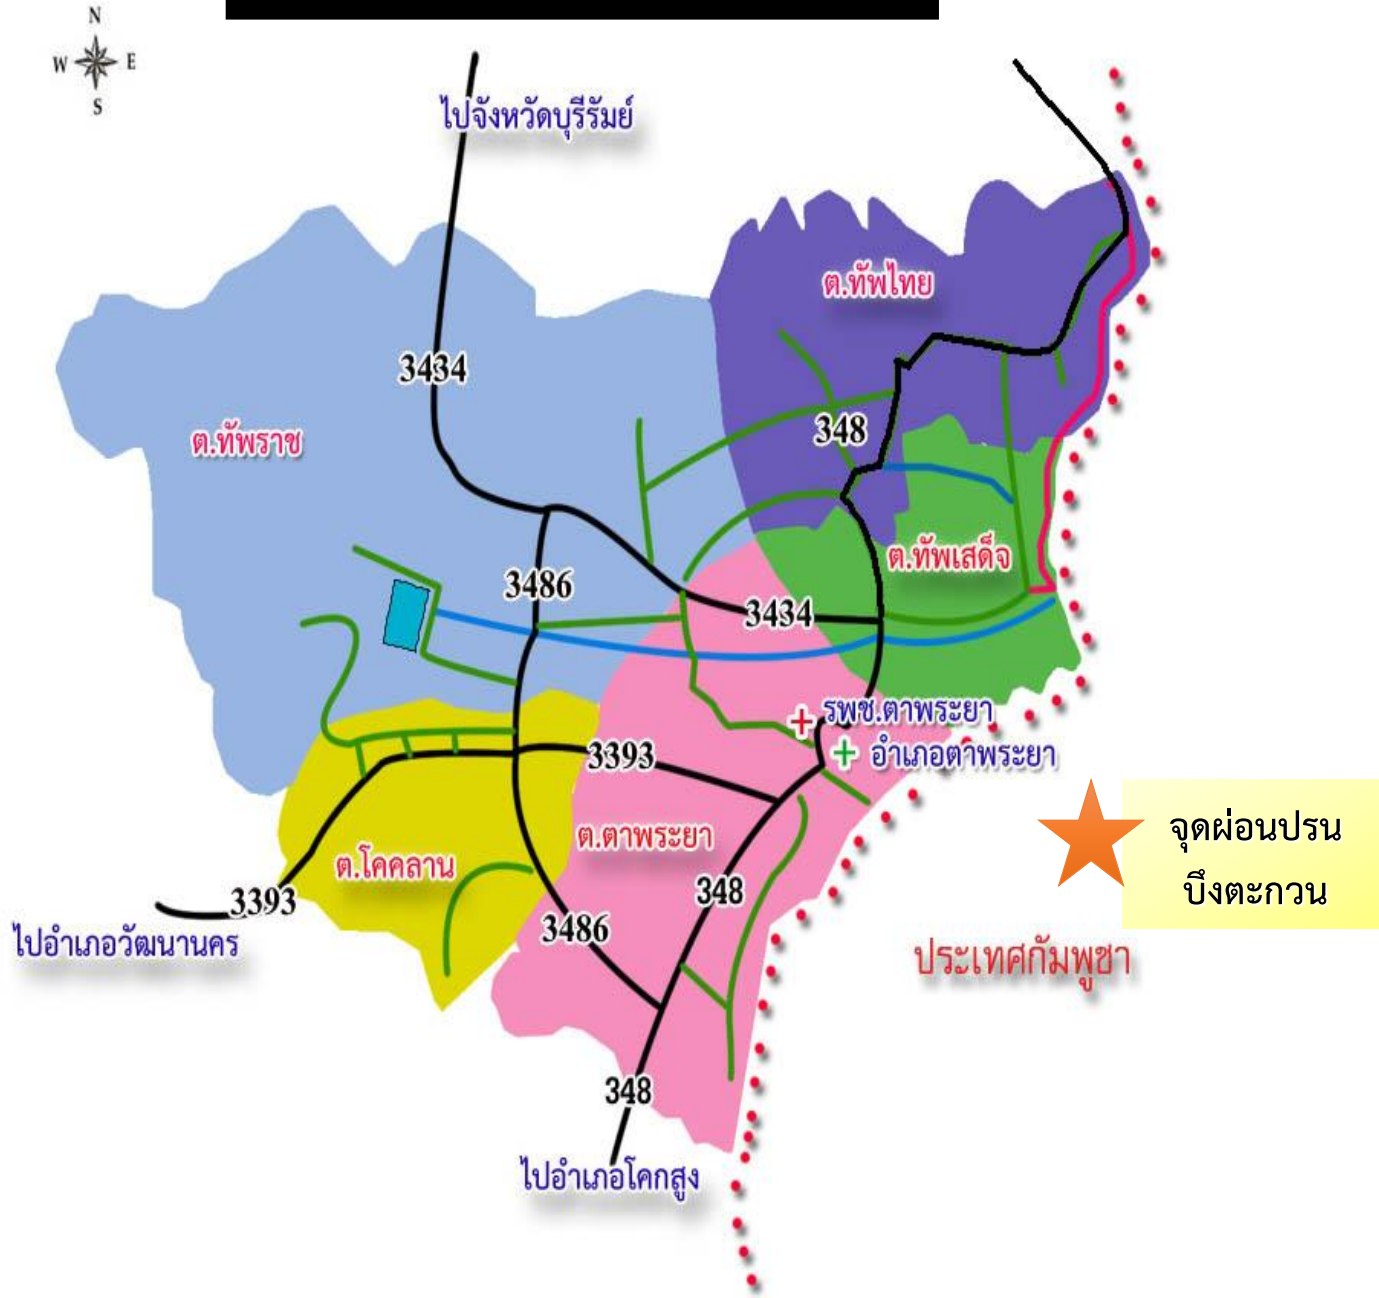 N
W E
S
ไปจังหวัดบุรีรัมย์
ต.ทัพไทย
3434
348
ต.ทัพราช
ต.ทัพเสด็จ
3486
3434
รพช.ตาพระยา
อำเภอตาพระยา
3393
จุดผ่อนปรน
บึงตะกวน
ต.ตาพระยา
ต.โคคลาน
348
3393
3486
ไปอำเภอวัฒนานคร
ประเทศกัมพูชา
348
ไปอำเภอโคกสูง